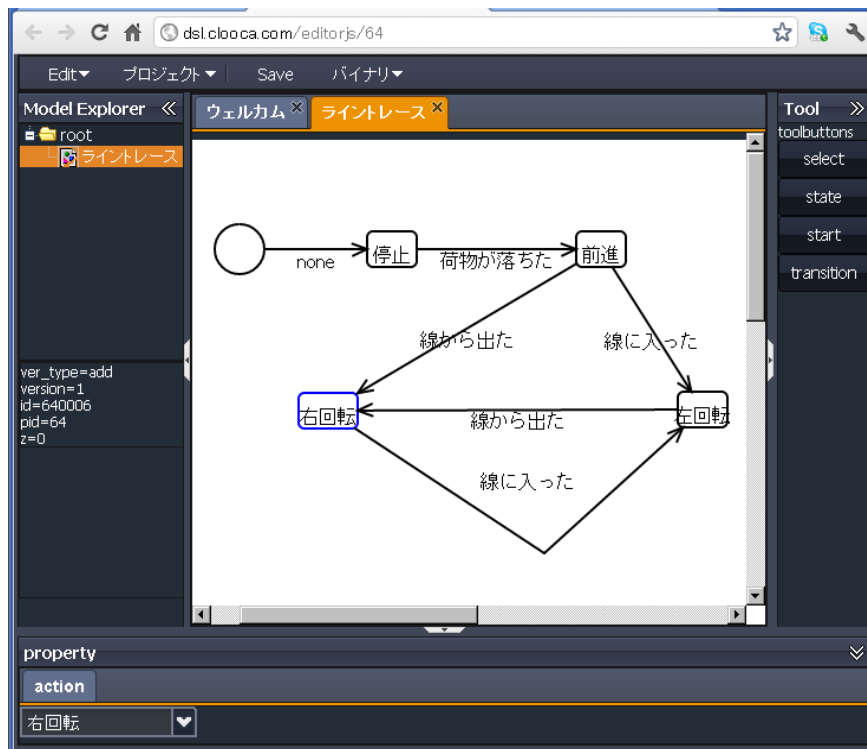 dsl.clooca.com/editorjs/64
Edit▾ プロジェクト▾ Save バイナリ▾
Model Explorer
ウェルカム ライントレース
Tool
root
ライントレース
toolbuttons
select
state
start
transition
none
停止
荷物が落ちた
前進
線から出た
線に入った
右回転
線から出た
左回転
線に入った
ver_type=add
version=1
id=640006
pid=64
z=0
property
action
右回転